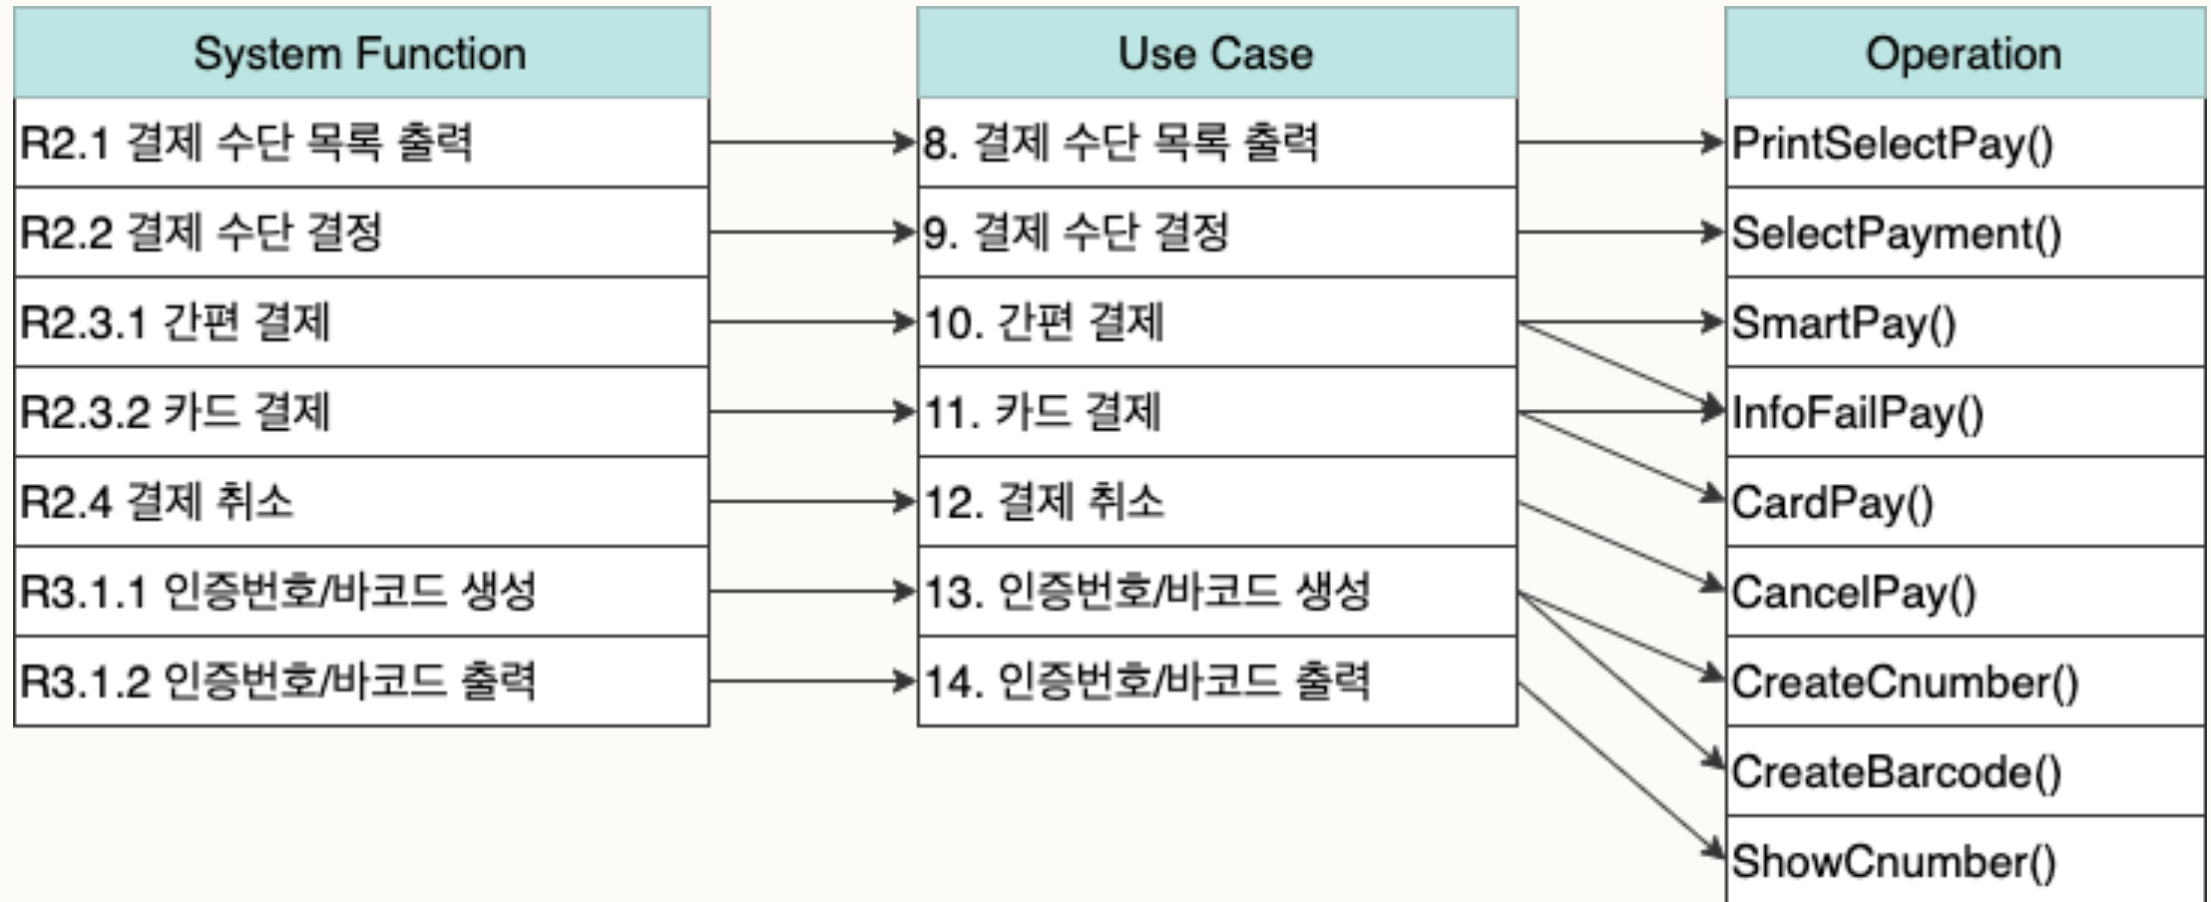 System Function
Use Case
Operation
R2.1 결제 수단 목록 출력
8. 결제 수단 목록 출력
PrintSelectPay()
R2.2 결제 수단 결정
9. 결제 수단 결정
SelectPayment()
R2.3.1 간편 결제
10. 간편 결제
SmartPay()
R2.3.2 카드 결제
11. 카드 결제
InfoFailPay()
R2.4 결제 취소
12. 결제 취소
CardPay()
R3.1.1 인증번호/바코드 생성
13. 인증번호/바코드 생성
CancelPay()
R3.1.2 인증번호/바코드 출력
14. 인증번호/바코드 출력
CreateCnumber()
CreateBarcode()
ShowCnumber()